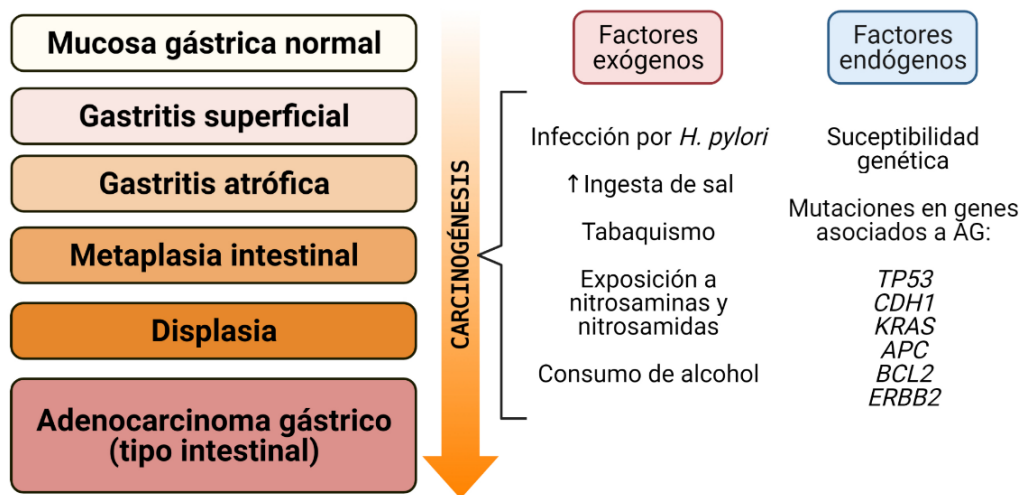 Mucosa gástrica normal
Gastritis superficial
Gastritis atrófica
Metaplasia intestinal
Displasia
Adenocarcinoma gástrico
(tipo intestinal)
CARCINOGÉNESIS
Factores
exógenos
Infección por H. pylori
↑Ingesta de sal
Tabaquismo
Exposición a
nitrosaminas y
nitrosamidas
Consumo de alcohol
Factores
endógenos
Suceptibilidad
genética
Mutaciones en genes
asociados a AG:
TP53
CDH1
KRAS
APC
BCL2
ERBB2